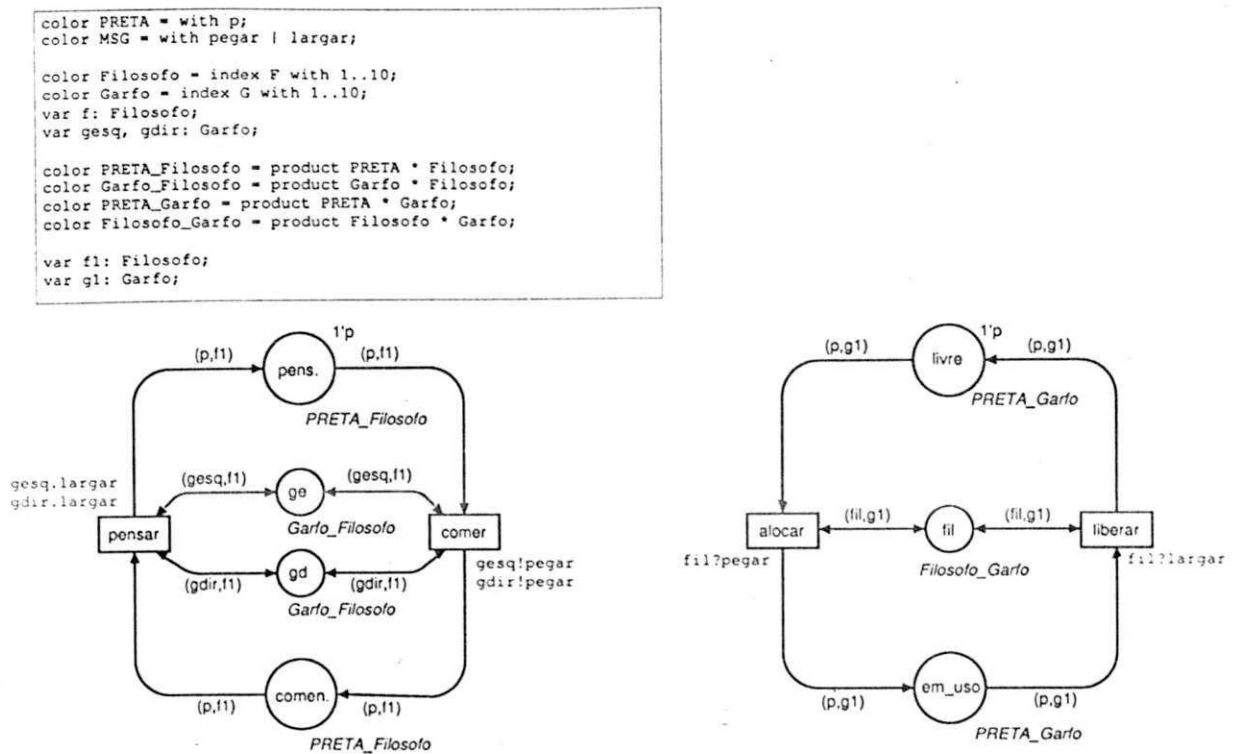 color PRETA = with p;
color MSG = with pegar | largar;
color Filosofo = index F with 1..10;
color Garfo = index G with 1..10;
var f: Filosofo;
var gesq, gdir: Garfo;
color PRETA_Filosofo = product PRETA * Filosofo;
color Garfo_Filosofo = product Garfo * Filosofo;
color PRETA_Garfo = product PRETA * Garfo;
color Filosofo_Garfo = product Filosofo * Garfo;
var f1: Filosofo;
var g1: Garfo;
1'p
(p,f1)
pens.
(p,f1)
PRETA_Filosofo
gesq.largar
gdir.largar
(gesq,f1)
ge
(gesq,f1)
Garfo_Filosofo
pensar
comer
gd
(gdir,f1)
(gdir,f1)
Garfo_Filosofo
gesq!pegar
gdir!pegar
comen.
(p,f1)
(p,f1)
PRETA_Filosofo
1'p
(p,g1)
livre
(p,g1)
PRETA_Garfo
alocar
(fil,g1)
fil
(fil,g1)
liberar
fil?pegar
Filosofo_Garfo
fil?largar
em_uso
(p,g1)
(p,g1)
PRETA_Garfo